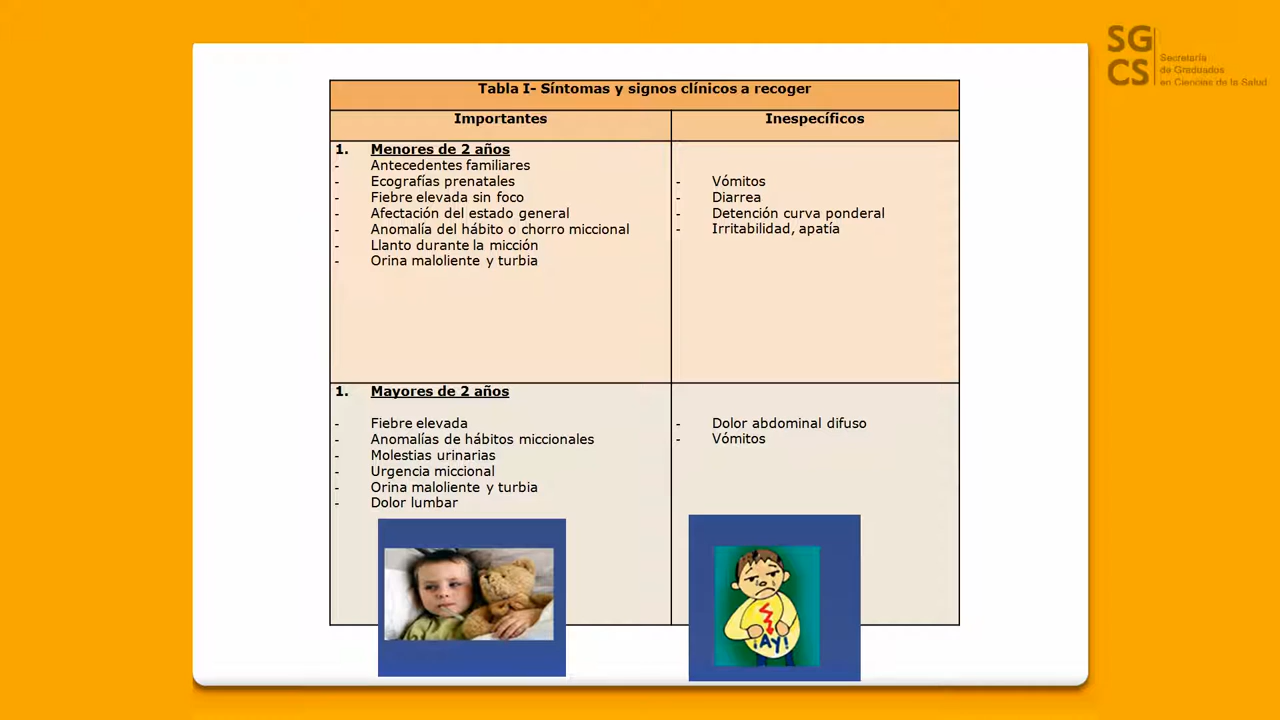 SG
CS
Secretaría
de Graduados
en Ciencias de la Salud
Tabla I- Síntomas y signos clínicos a recoger
Importantes
Inespecíficos
1. Menores de 2 años
- Antecedentes familiares
- Ecografías prenatales
- Fiebre elevada sin foco
- Afectación del estado general
- Anomalía del hábito o chorro miccional
- Llanto durante la micción
- Orina maloliente y turbia
- Vómitos
- Diarrea
- Detención curva ponderal
- Irritabilidad, apatía
1. Mayores de 2 años
- Fiebre elevada
- Anomalías de hábitos miccionales
- Molestias urinarias
- Urgencia miccional
- Orina maloliente y turbia
- Dolor lumbar
- Dolor abdominal difuso
- Vómitos
¡AY!